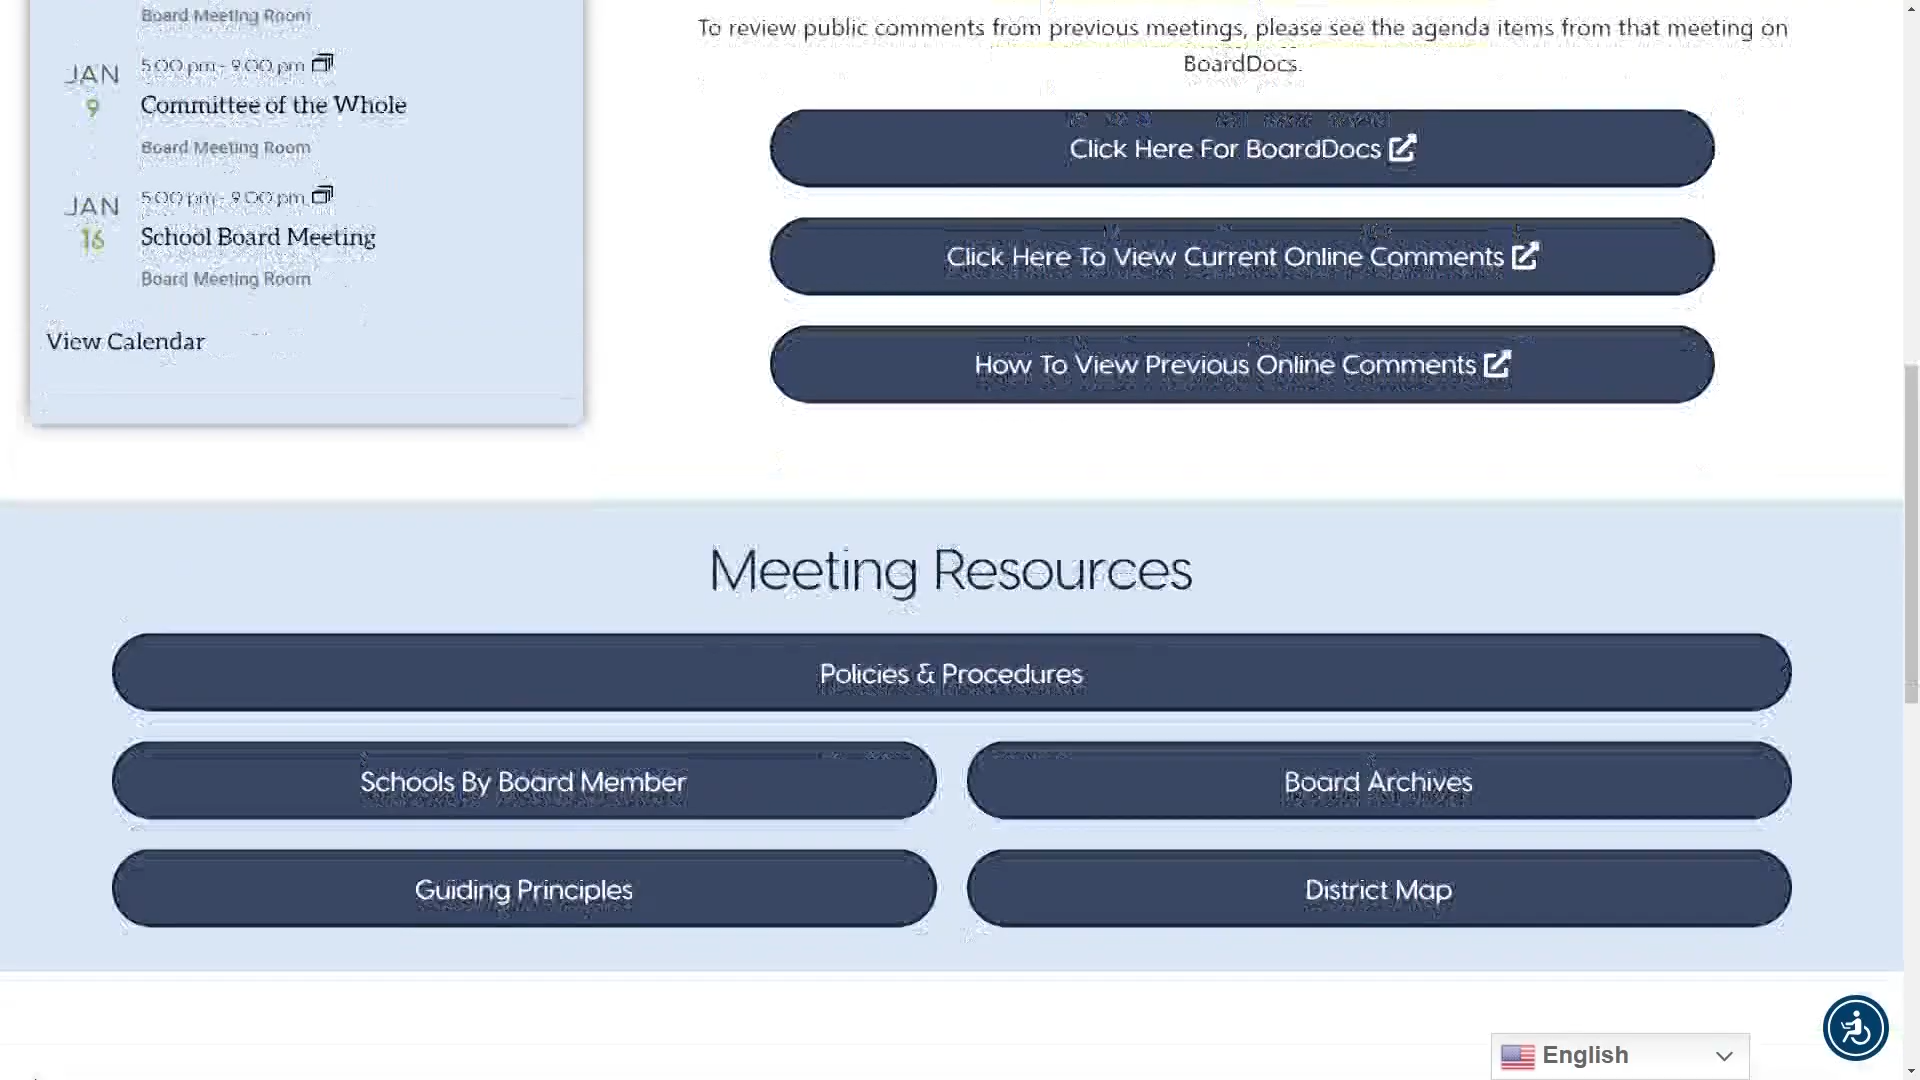 Board Meeting Room
JAN
9
5:00 pm - 9:00 pm
Committee of the Whole
Board Meeting Room
JAN
16
5:00 pm - 9:00 pm
School Board Meeting
Board Meeting Room
View Calendar
To review public comments from previous meetings, please see the agenda items from that meeting on
BoardDocs.
Click Here For BoardDocs
Click Here To View Current Online Comments
How To View Previous Online Comments
Meeting Resources
Policies & Procedures
Schools By Board Member
Board Archives
Guiding Principles
District Map
English